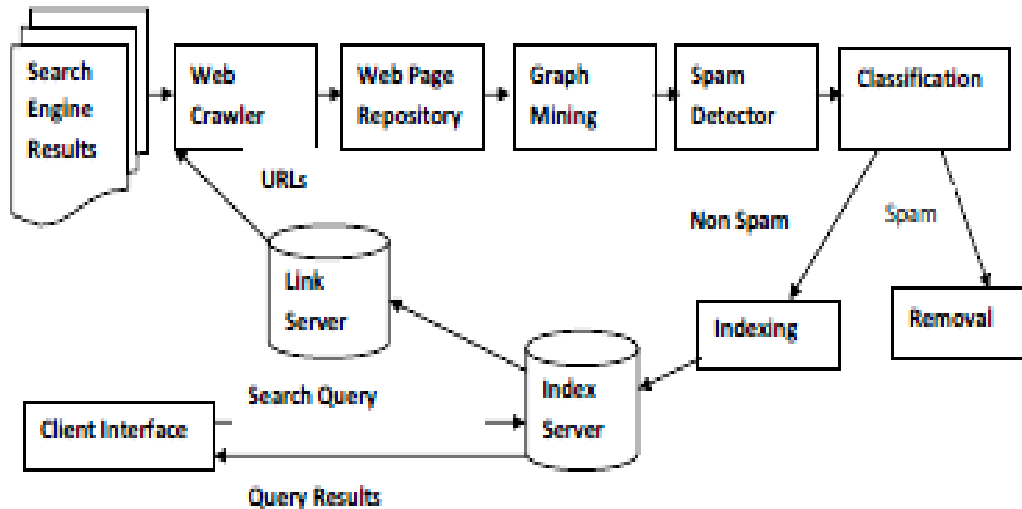 Search
Engine
Results
Web
Crawler
Web Page
Repository
Graph
Mining
Spam
Detector
Classification
URLs
Non Spam
Spam
Link
Server
Indexing
Removal
Index
Server
Search Query
Client Interface
Query Results